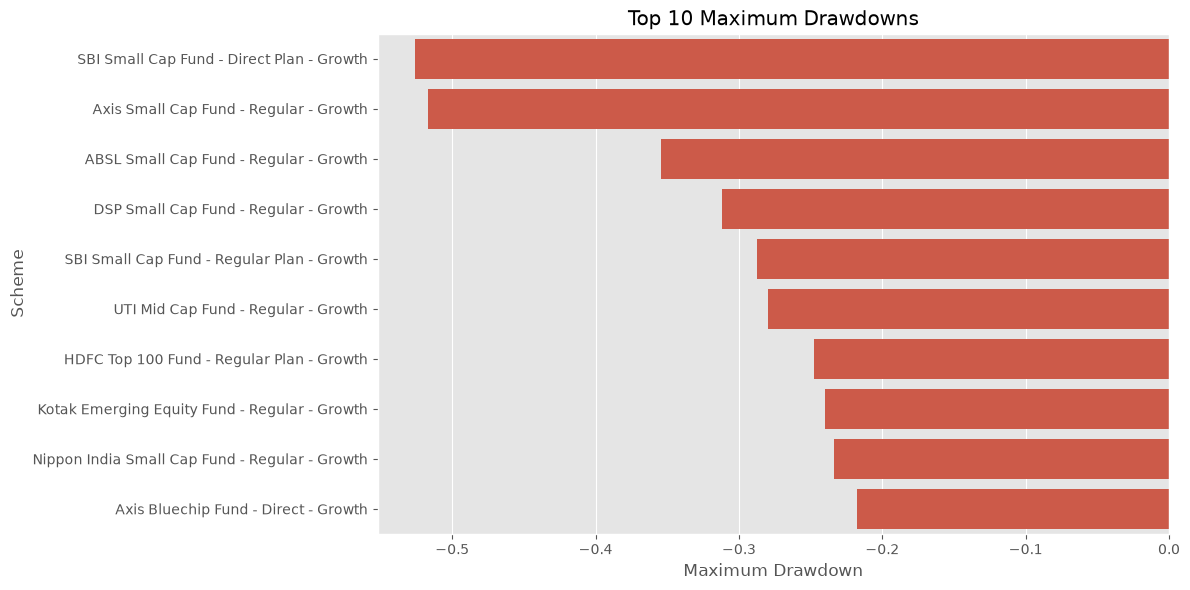 Top 10 Maximum Drawdowns
Scheme
SBI Small Cap Fund - Direct Plan - Growth
Axis Small Cap Fund - Regular - Growth
ABSL Small Cap Fund - Regular - Growth
DSP Small Cap Fund - Regular - Growth
SBI Small Cap Fund - Regular Plan - Growth
UTI Mid Cap Fund - Regular - Growth
HDFC Top 100 Fund - Regular Plan - Growth
Kotak Emerging Equity Fund - Regular - Growth
Nippon India Small Cap Fund - Regular - Growth
Axis Bluechip Fund - Direct - Growth
−0.5 −0.4 −0.3 −0.2 −0.1 0.0
Maximum Drawdown